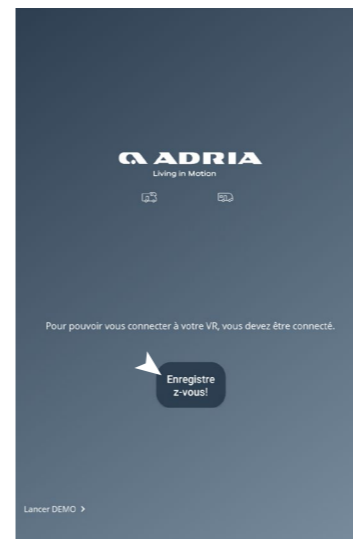 ADRIA
Living in Motion
Pour pouvoir vous connecter à votre VR, vous devez être connecté.
Enregistre
z-vous!
Lancer DEMO >